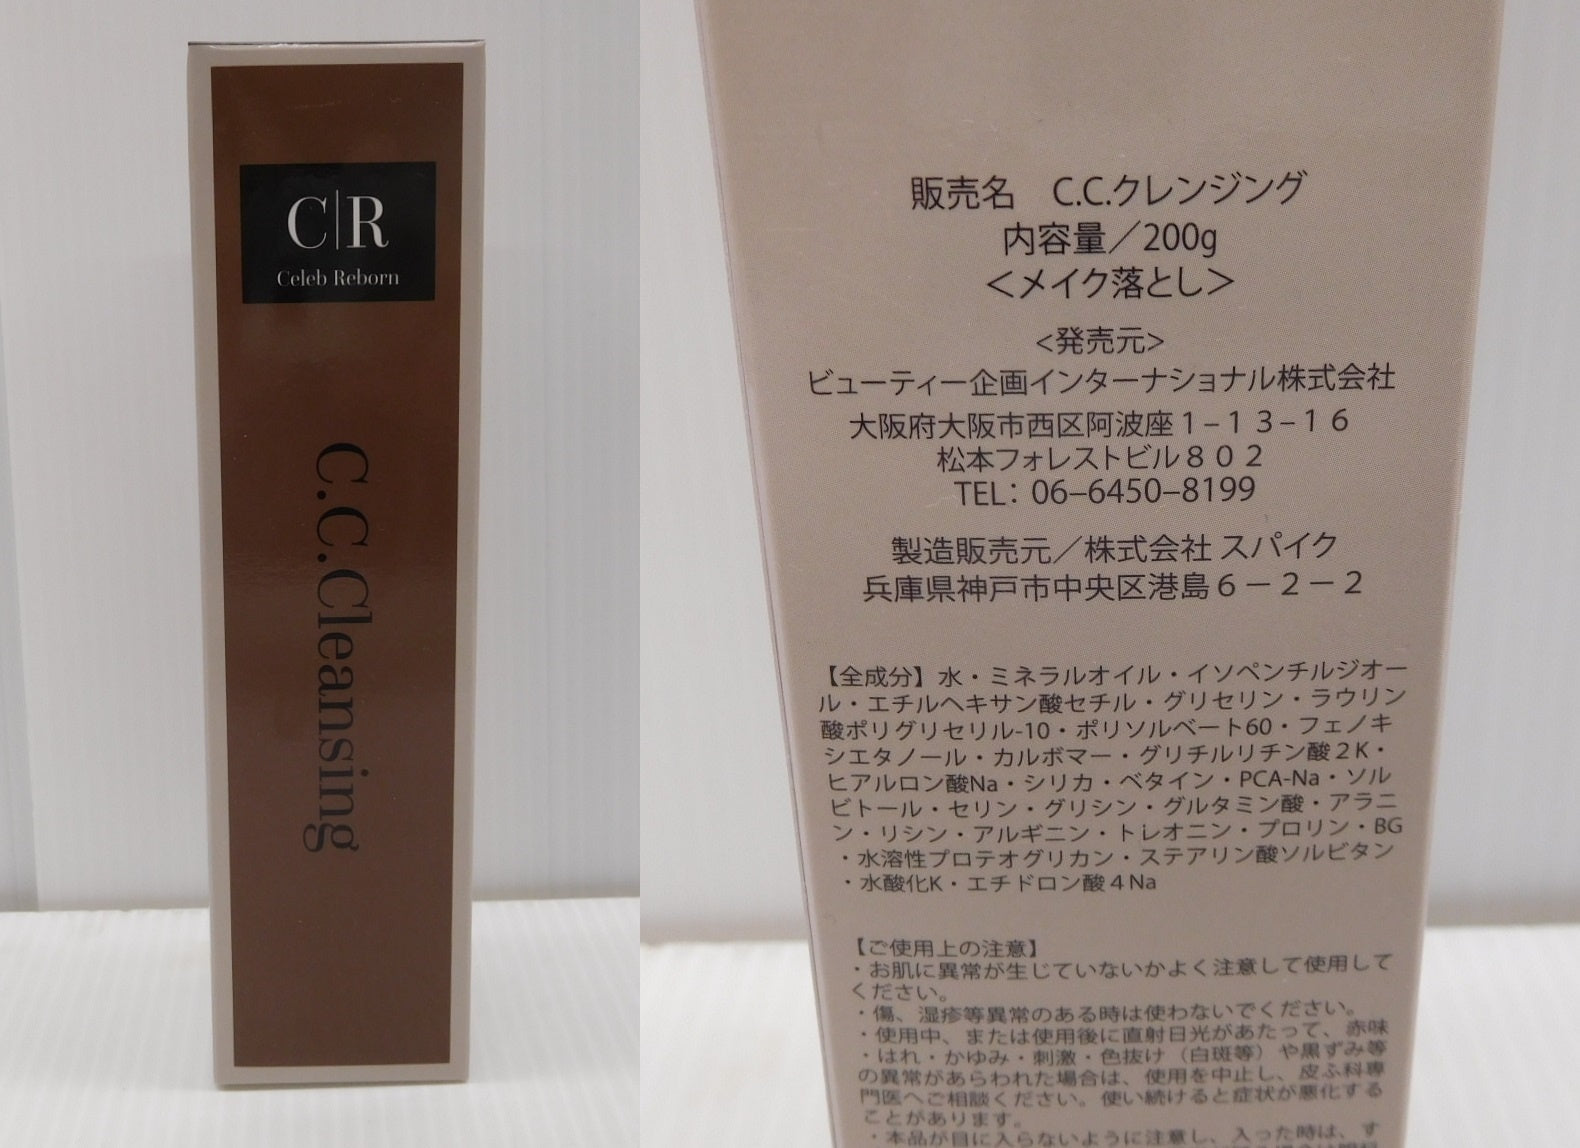 C|R
Celeb Reborn
C.C.Cleansing
販売名　C.C.クレンジング
内容量／200g
＜メイク落とし＞
<発売元>
ビューティー企画インターナショナル株式会社
大阪府大阪市西区阿波座１−１３−１６
松本フォレストビル８０２
TEL：06–6450–8199
製造販売元／株式会社 スパイク
兵庫県神戸市中央区港島６−２−２
【全成分】水・ミネラルオイル・イソペンチルジオー
ル・エチルヘキサン酸セチル・グリセリン・ラウリン
酸ポリグリセリル-10・ポリソルベート60・フェノキ
シエタノール・カルボマー・グリチルリチン酸２K・
ヒアルロン酸Na・シリカ・ベタイン・PCA-Na・ソル
ビトール・セリン・グリシン・グルタミン酸・アラニ
ン・リシン・アルギニン・トレオニン・プロリン・BG
・水溶性プロテオグリカン・ステアリン酸ソルビタン
・水酸化K・エチドロン酸４Na
【ご使用上の注意】
・お肌に異常が生じていないかよく注意して使用して
ください。
・傷、湿疹等異常のある時は使わないでください。
・使用中、または使用後に直射日光があたって、赤味
・はれ・かゆみ・刺激・色抜け（白斑等）や黒ずみ等
の異常があらわれた場合は、使用を中止し、皮ふ科専
門医へご相談ください。使い続けると症状が悪化する
ことがあります。
・本品が目に入らないように注意し、入った時は、す